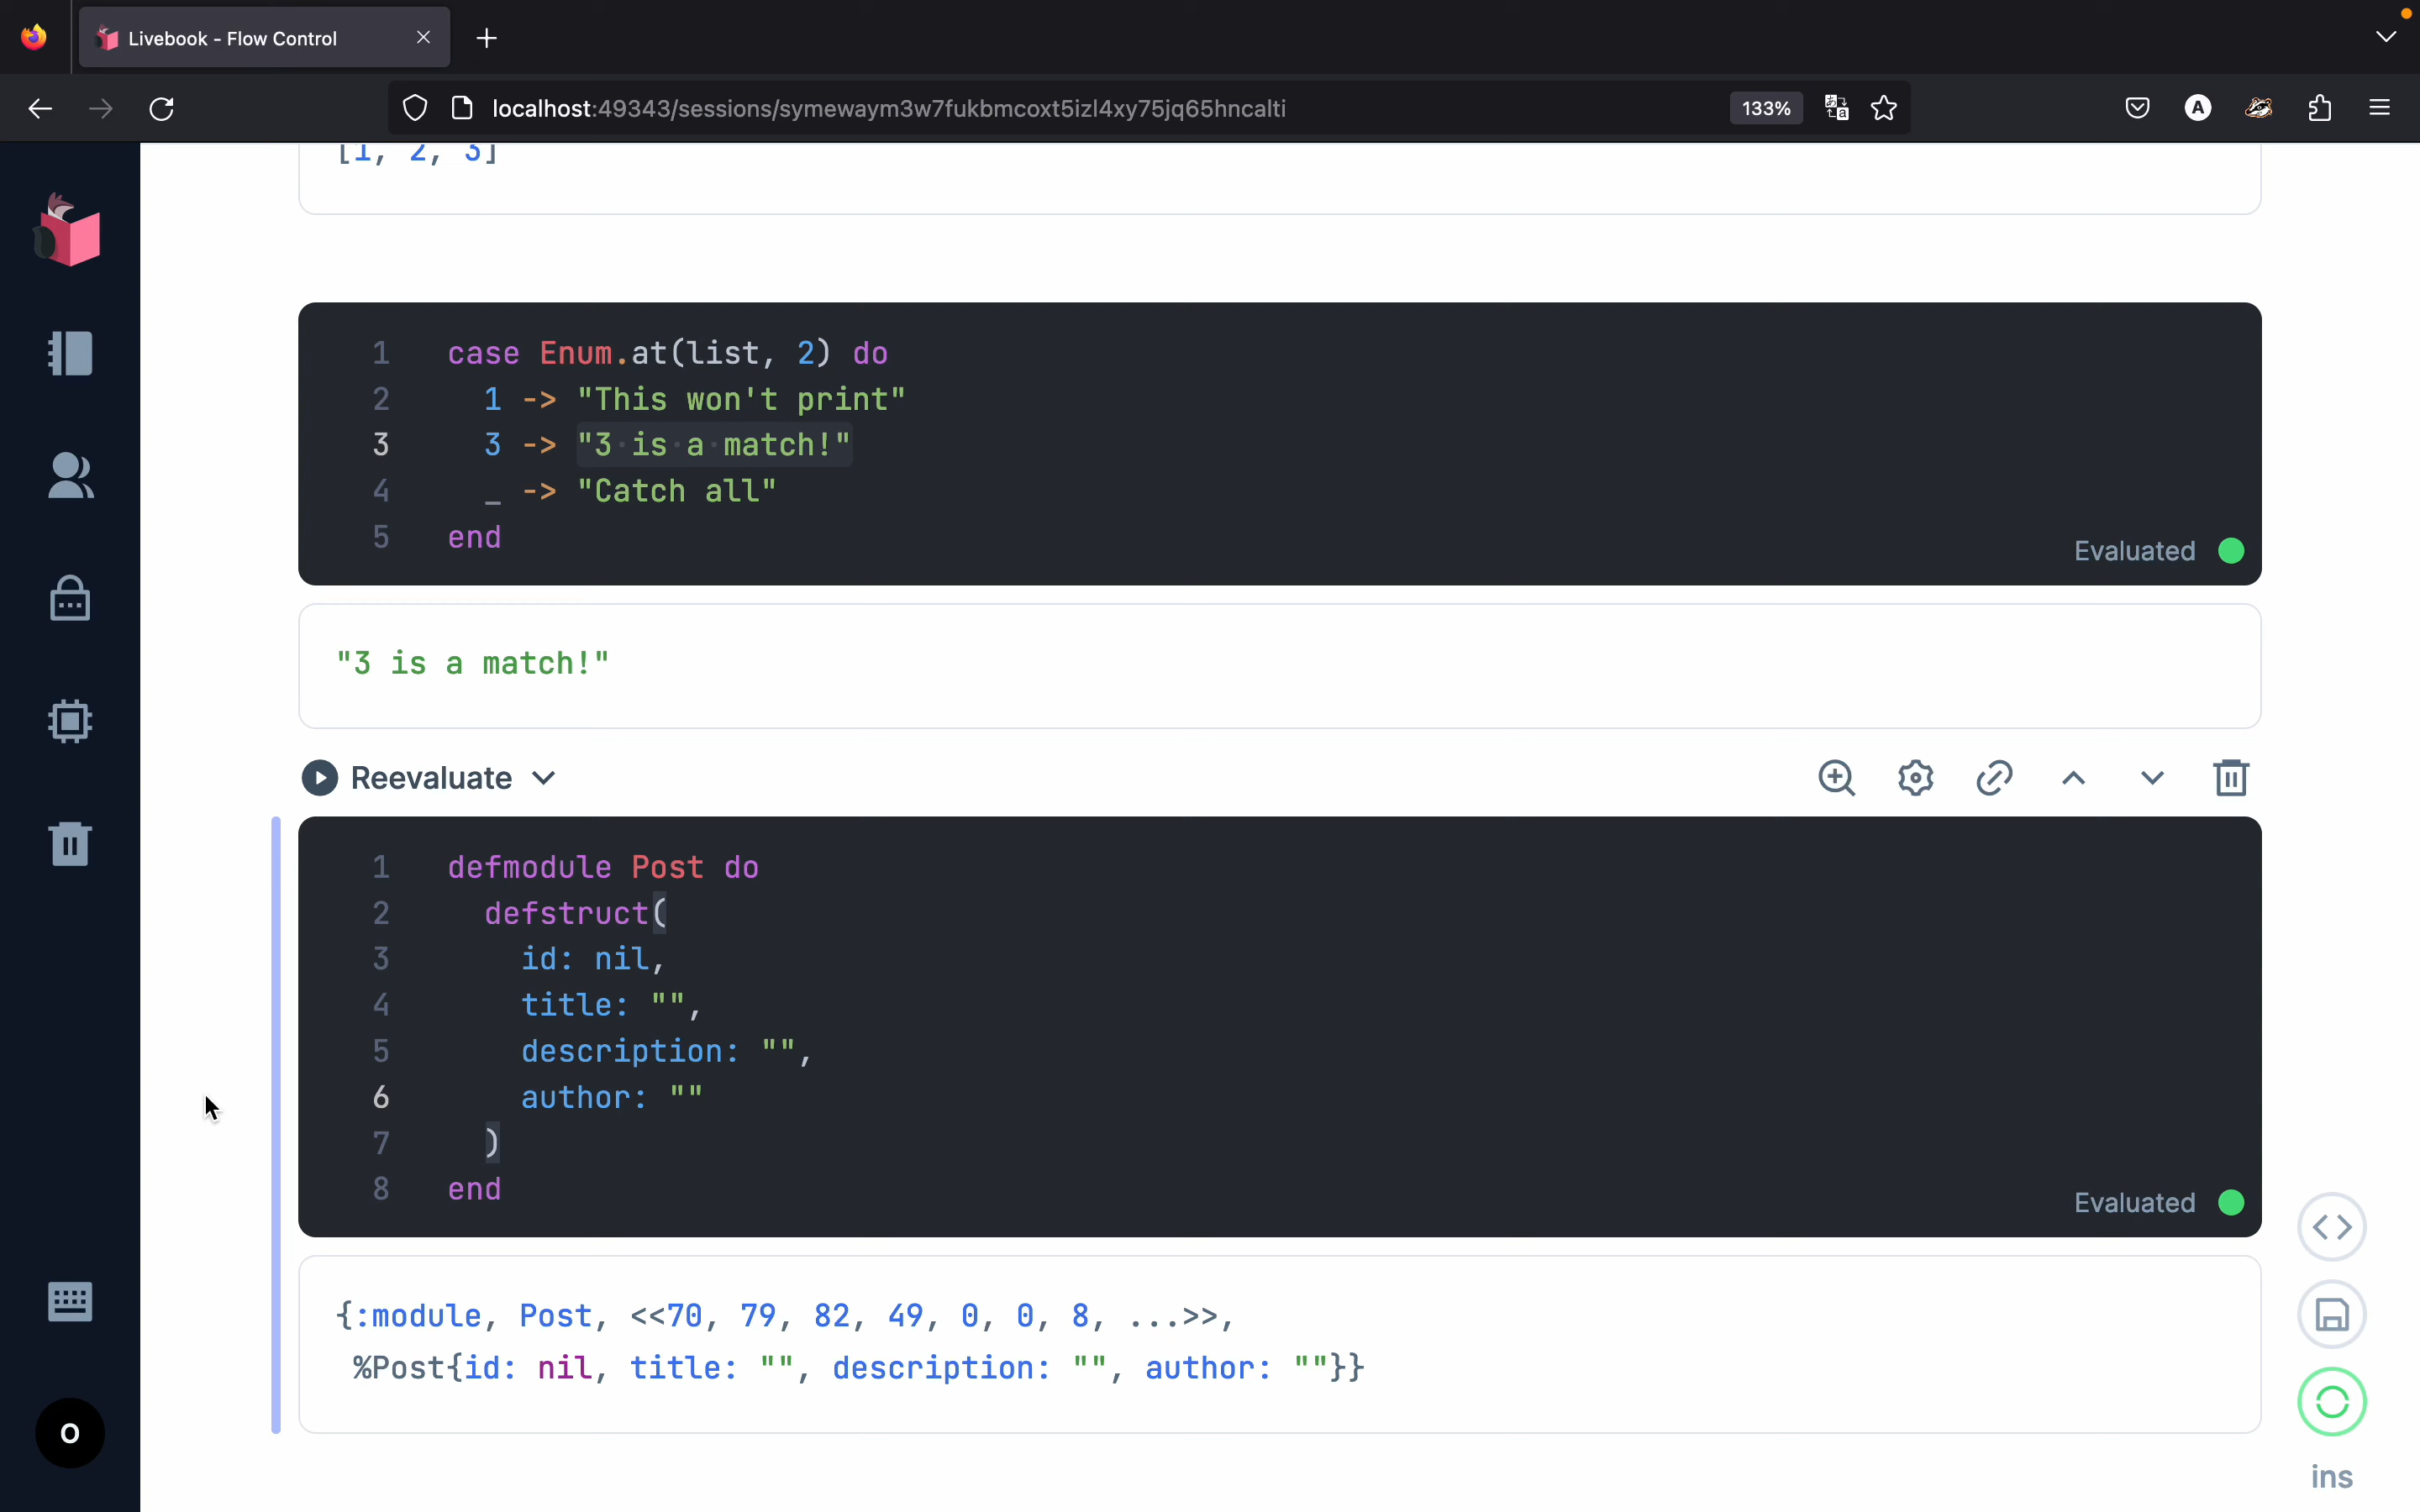 Livebook - Flow Control
localhost:49343/sessions/symewaym3w7fukbmcoxt5izl4xy75jq65hncalti
133%
A
[1, 2, 3]
1 case Enum.at(list, 2) do
2 1 -> "This won't print"
3 3 -> "3 is a match!"
4 _ -> "Catch all"
5 end
Evaluated
"3 is a match!"
Reevaluate
1 defmodule Post do
2 defstruct(
3 id: nil,
4 title: "",
5 description: "",
6 author: ""
7 )
8 end
Evaluated
{:module, Post, <<70, 79, 82, 49, 0, 0, 8, ...>>,
%Post{id: nil, title: "", description: "", author: ""}}
O
ins